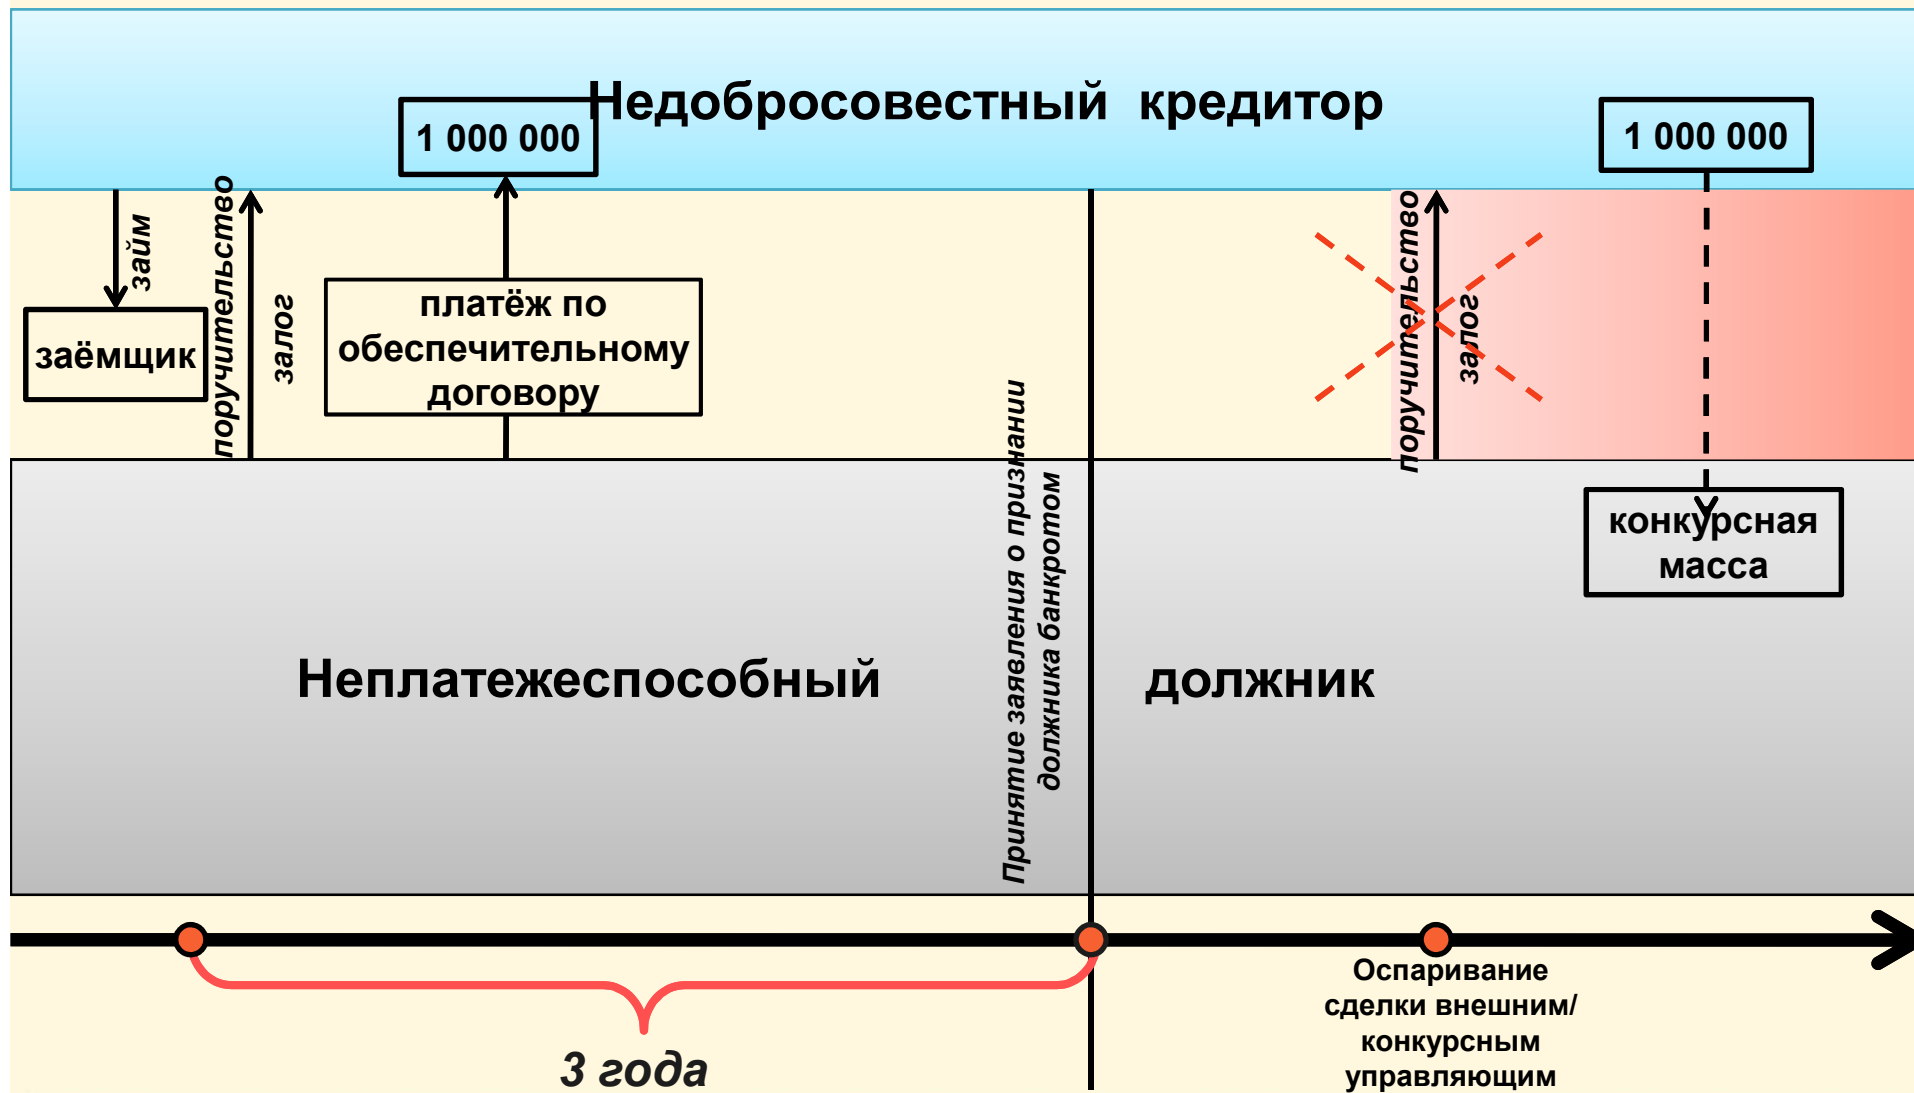 Недобросовестный кредитор
1 000 000
1 000 000
займ
заёмщик
поручительство
залог
платёж по
обеспечительному
договору
поручительство
залог
Принятие заявления о признании
должника банкротом
конкурсная
масса
Неплатежеспособный
должник
3 года
Оспаривание
сделки внешним/
конкурсным
управляющим